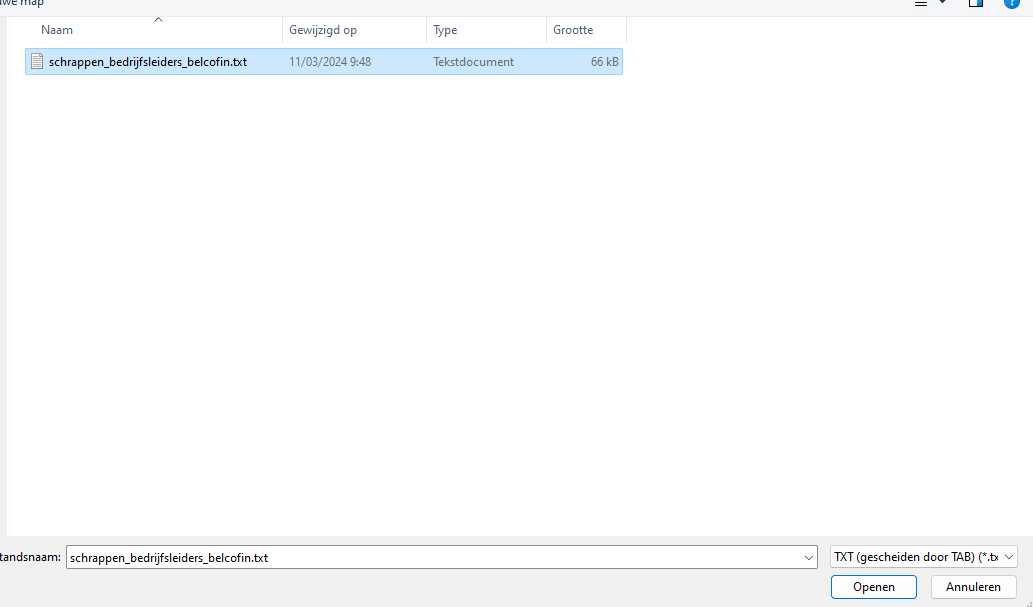 map
Naam Gewijzigd op Type Grootte
schrappen_bedrijfsleiders_belcofin.txt 11/03/2024 9:48 Tekstdocument 66 kB
tandsnaam: schrappen_bedrijfsleiders_belcofin.txt TXT (gescheiden door TAB) (*.tx
Openen Annuleren